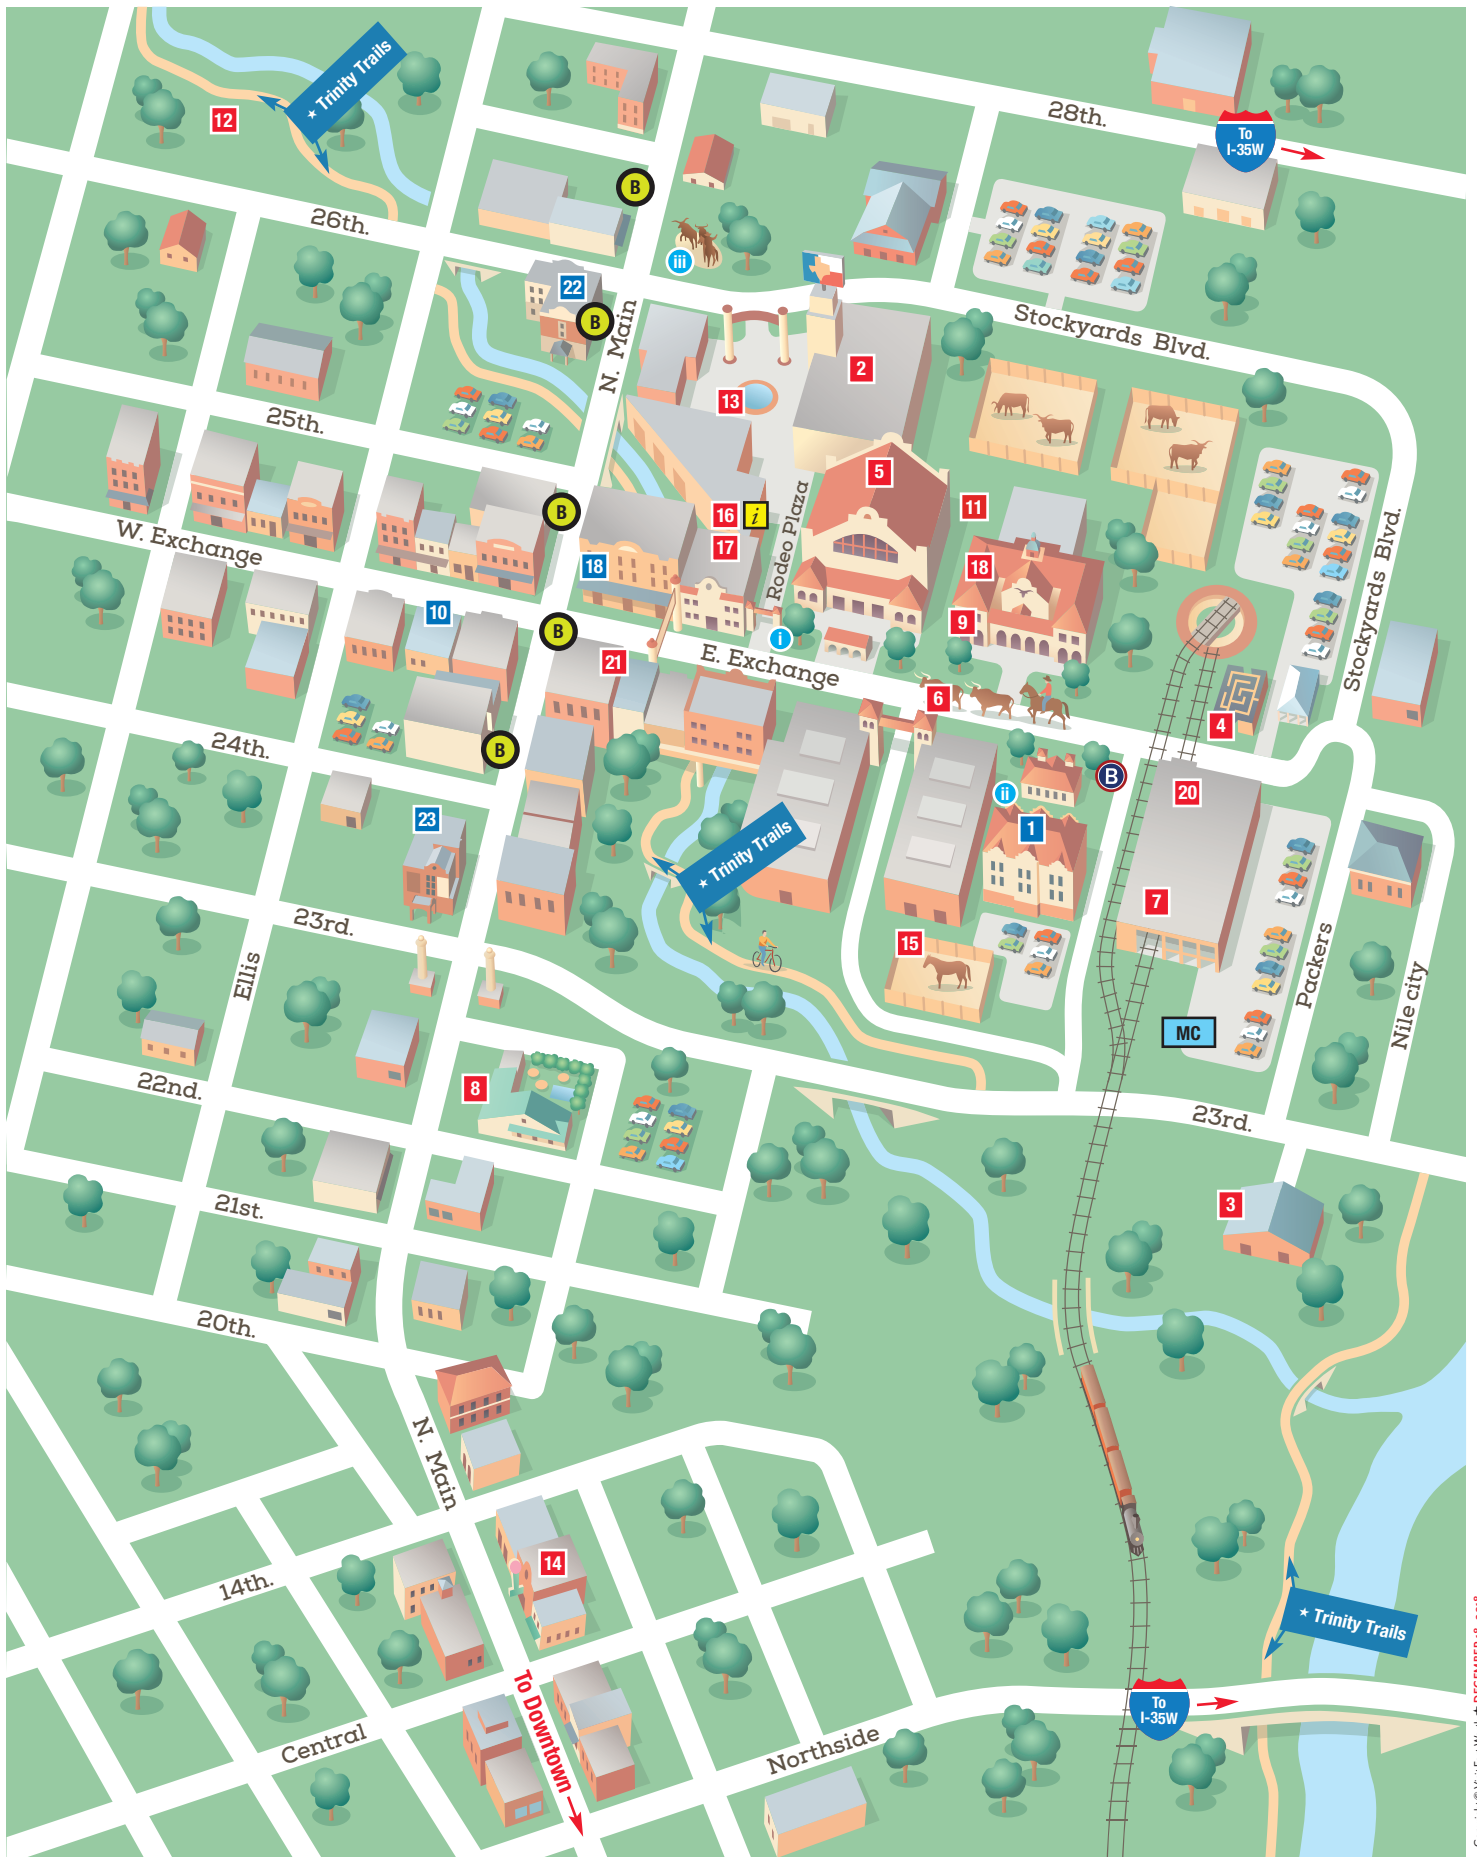 ★ Trinity Trails
12
28th.
To
I-35W
B
26th.
iii
22
B
N. Main
Stockyards Blvd.
2
13
25th.
5
B
16
i
11
Rodeo Plaza
17
W. Exchange
18
18
Stockyards Blvd.
10
9
B
i
21
E. Exchange
6
4
24th.
B
B
ii
20
23
1
★ Trinity Trails
7
23rd.
15
Ellis
Packers
Nile city
MC
22nd.
8
23rd.
21st.
3
20th.
N. Main
14
14th.
★ Trinity Trails
To Downtown
To
I-35W
Central
Northside